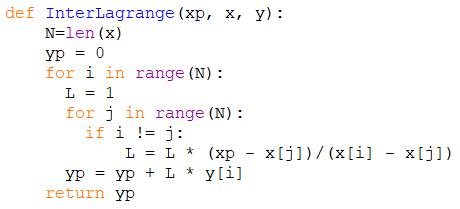 def InterLagrange(xp, x, y):
    N=len(x)
    yp = 0
    for i in range(N):
      L = 1
      for j in range(N):
        if i != j:
            L = L * (xp - x[j])/(x[i] - x[j])
      yp = yp + L * y[i]
    return yp